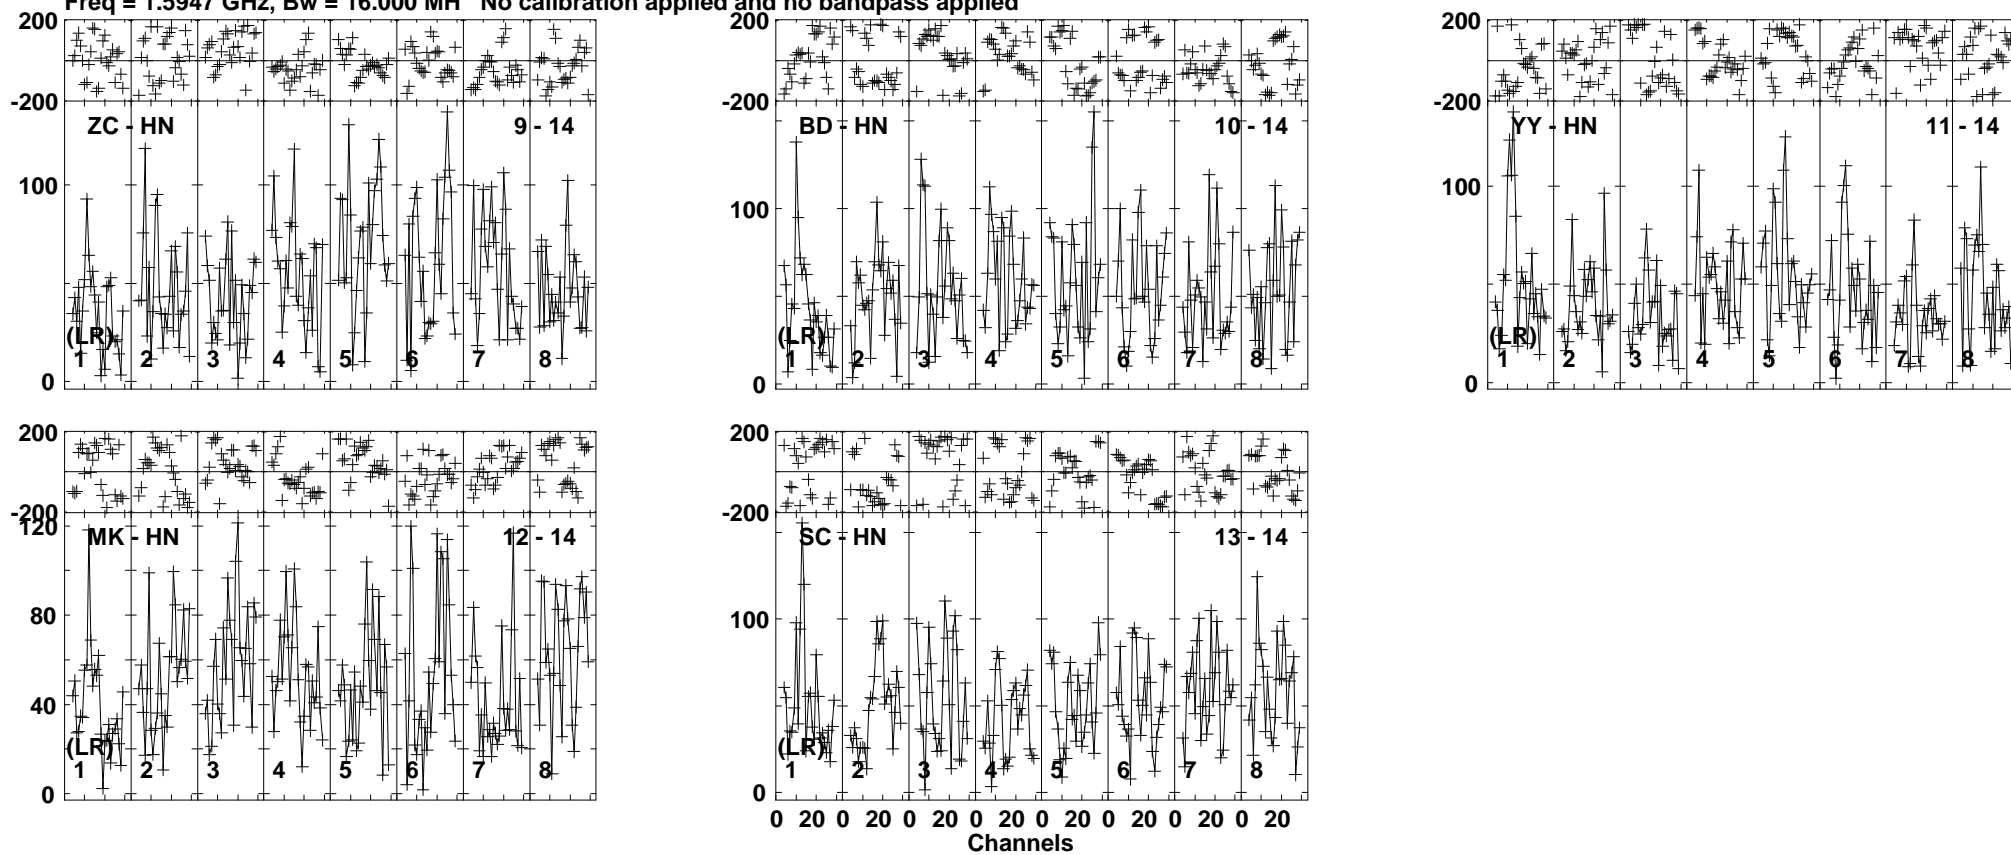 Freq = 1.5947 GHz, Bw = 16.000 MH No calibration applied and no bandpass applied
200
-200
ZC - HN 9 - 14
100
0
(LR)
1 2 3 4 5 6 7 8
200
-200
BD - HN 10 - 14
100
0
(LR)
1 2 3 4 5 6 7 8
200
-200
YY - HN 11 - 14
100
0
(LR)
1 2 3 4 5 6 7 8
200
-200
120
MK - HN 12 - 14
80
40
0
(LR)
1 2 3 4 5 6 7 8
200
-200
SC - HN 13 - 14
100
0
(LR)
1 2 3 4 5 6 7 8
0 20 0 20 0 20 0 20 0 20 0 20 0 20 0 20
Channels